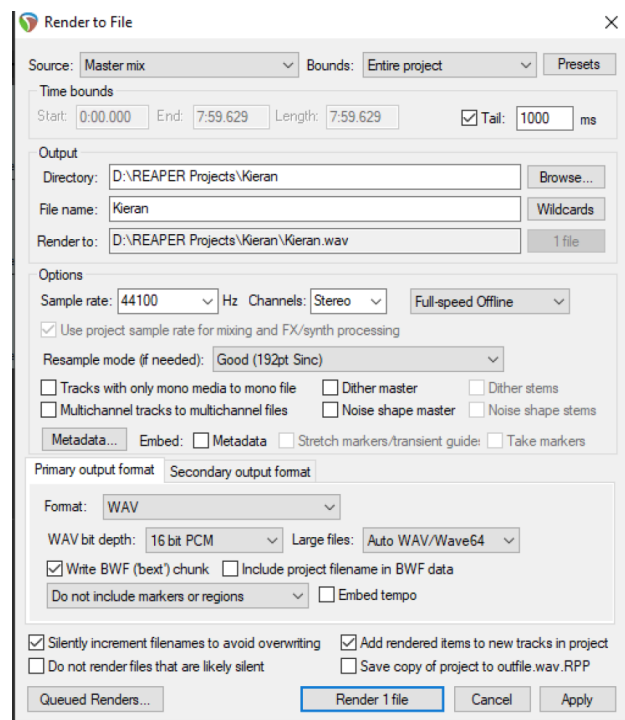 Render to File
Source: Master mix Bounds: Entire project Presets
Time bounds
Start: 0:00.000 End: 7:59.629 Length: 7:59.629 Tail: 1000 ms
Output
Directory: D:\REAPER Projects\Kieran Browse...
File name: Kieran Wildcards
Render to: D:\REAPER Projects\Kieran\Kieran.wav 1 file
Options
Sample rate: 44100 Hz Channels: Stereo Full-speed Offline
Use project sample rate for mixing and FX/synth processing
Resample mode (if needed): Good (192pt Sinc)
Tracks with only mono media to mono file Dither master Dither stems
Multichannel tracks to multichannel files Noise shape master Noise shape stems
Metadata... Embed: Metadata Stretch markers/transient guide: Take markers
Primary output format Secondary output format
Format: WAV
WAV bit depth: 16 bit PCM Large files: Auto WAV/Wave64
Write BWF ('bext') chunk Include project filename in BWF data
Do not include markers or regions Embed tempo
Silently increment filenames to avoid overwriting Add rendered items to new tracks in project
Do not render files that are likely silent Save copy of project to outfile.wav.RPP
Queued Renders... Render 1 file Cancel Apply